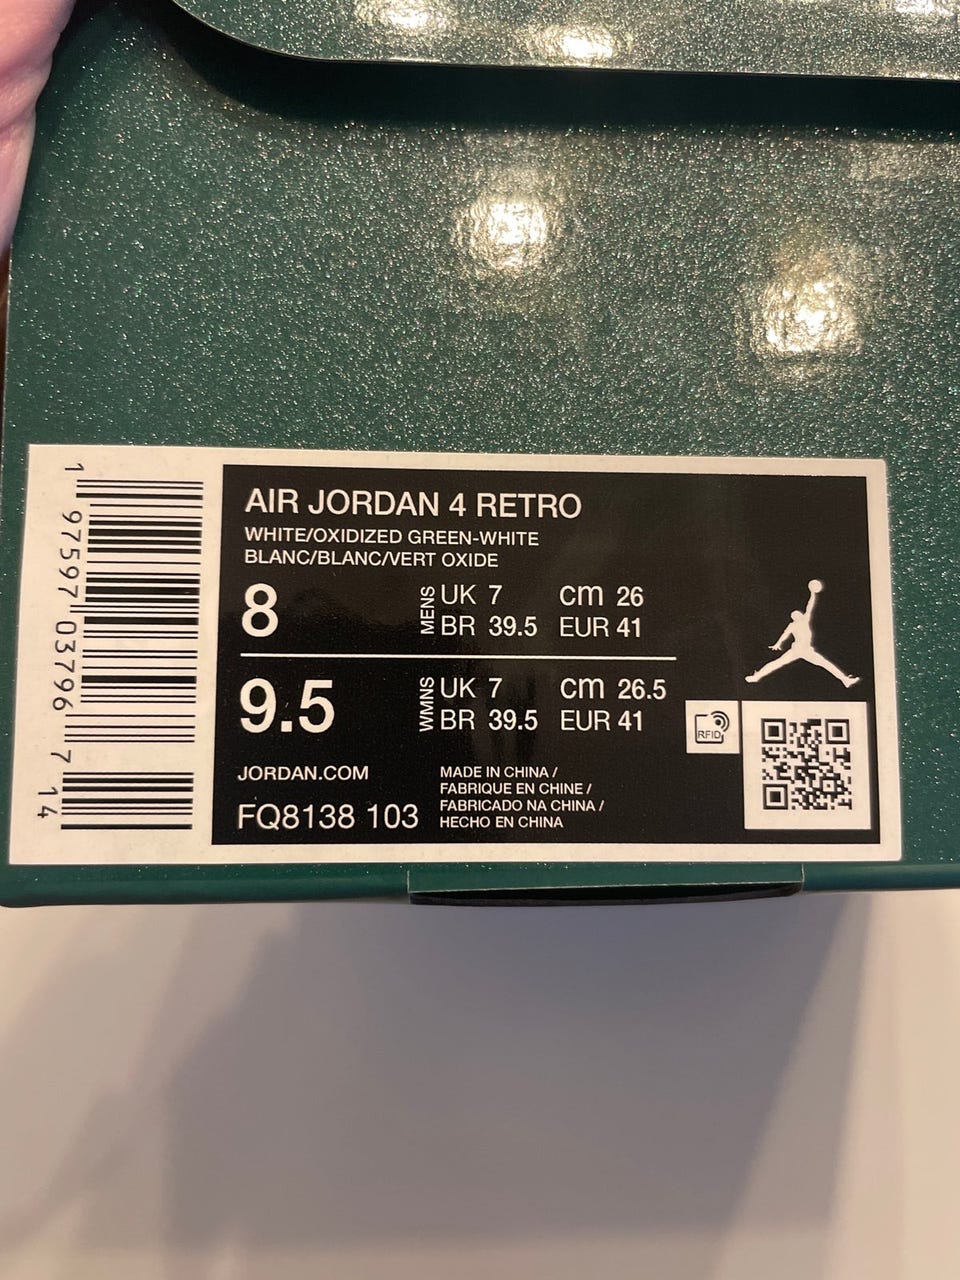 AIR JORDAN 4 RETRO
WHITE/OXIDIZED GREEN-WHITE
BLANC/BLANC/VERT OXIDE
8 MENS UK 7 cm 26
BR 39.5 EUR 41
9.5 WMNS UK 7 cm 26.5
BR 39.5 EUR 41
RFID
JORDAN.COM
FQ8138 103
MADE IN CHINA /
FABRIQUE EN CHINE /
FABRICADO NA CHINA /
HECHO EN CHINA
1 97597 03796 7 14